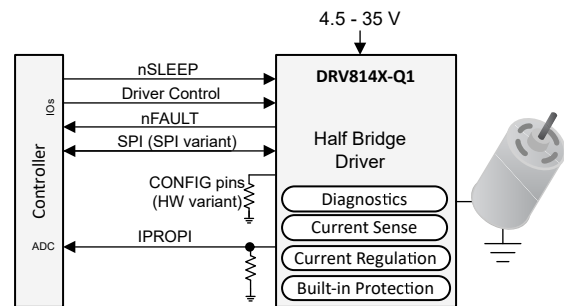 4.5 - 35 V
DRV814X-Q1
nSLEEP
Driver Control
nFAULT
SPI (SPI variant)
CONFIG pins
(HW variant)
IPROPI
Controller
IOs
ADC
Half Bridge
Driver
Diagnostics
Current Sense
Current Regulation
Built-in Protection